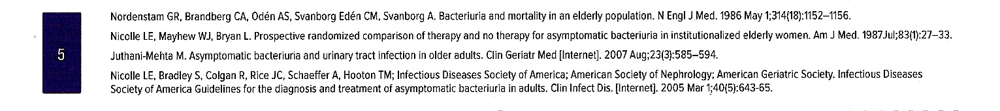 5
Nordenstam GR, Brandberg CA, Odén AS, Svanborg Edén CM, Svanborg A. Bacteriuria and mortality in an elderly population. N Engl J Med. 1986 May 1;314(18):1152–1156.
Nicolle LE, Mayhew WJ, Bryan L. Prospective randomized comparison of therapy and no therapy for asymptomatic bacteriuria in institutionalized elderly women. Am J Med. 1987Jul;83(1):27–33.
Juthani-Mehta M. Asymptomatic bacteriuria and urinary tract infection in older adults. Clin Geriatr Med [Internet]. 2007 Aug;23(3):585–594.
Nicolle LE, Bradley S, Colgan R, Rice JC, Schaeffer A, Hooton TM; Infectious Diseases Society of America; American Society of Nephrology; American Geriatric Society. Infectious Diseases
Society of America Guidelines for the diagnosis and treatment of asymptomatic bacteriuria in adults. Clin Infect Dis. [Internet]. 2005 Mar 1;40(5):643-65.